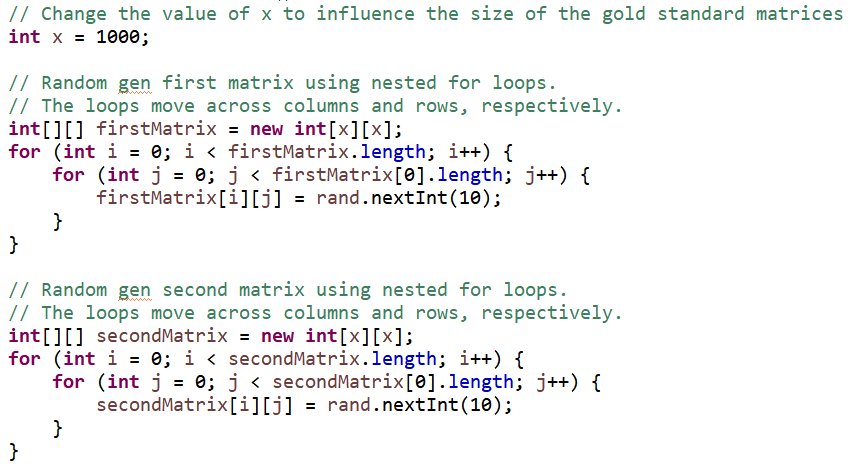 // Change the value of x to influence the size of the gold standard matrices
int x = 1000;
// Random gen first matrix using nested for loops.
// The loops move across columns and rows, respectively.
int[][] firstMatrix = new int[x][x];
for (int i = 0; i < firstMatrix.length; i++) {
    for (int j = 0; j < firstMatrix[0].length; j++) {
        firstMatrix[i][j] = rand.nextInt(10);
    }
}
// Random gen second matrix using nested for loops.
// The loops move across columns and rows, respectively.
int[][] secondMatrix = new int[x][x];
for (int i = 0; i < secondMatrix.length; i++) {
    for (int j = 0; j < secondMatrix[0].length; j++) {
        secondMatrix[i][j] = rand.nextInt(10);
    }
}